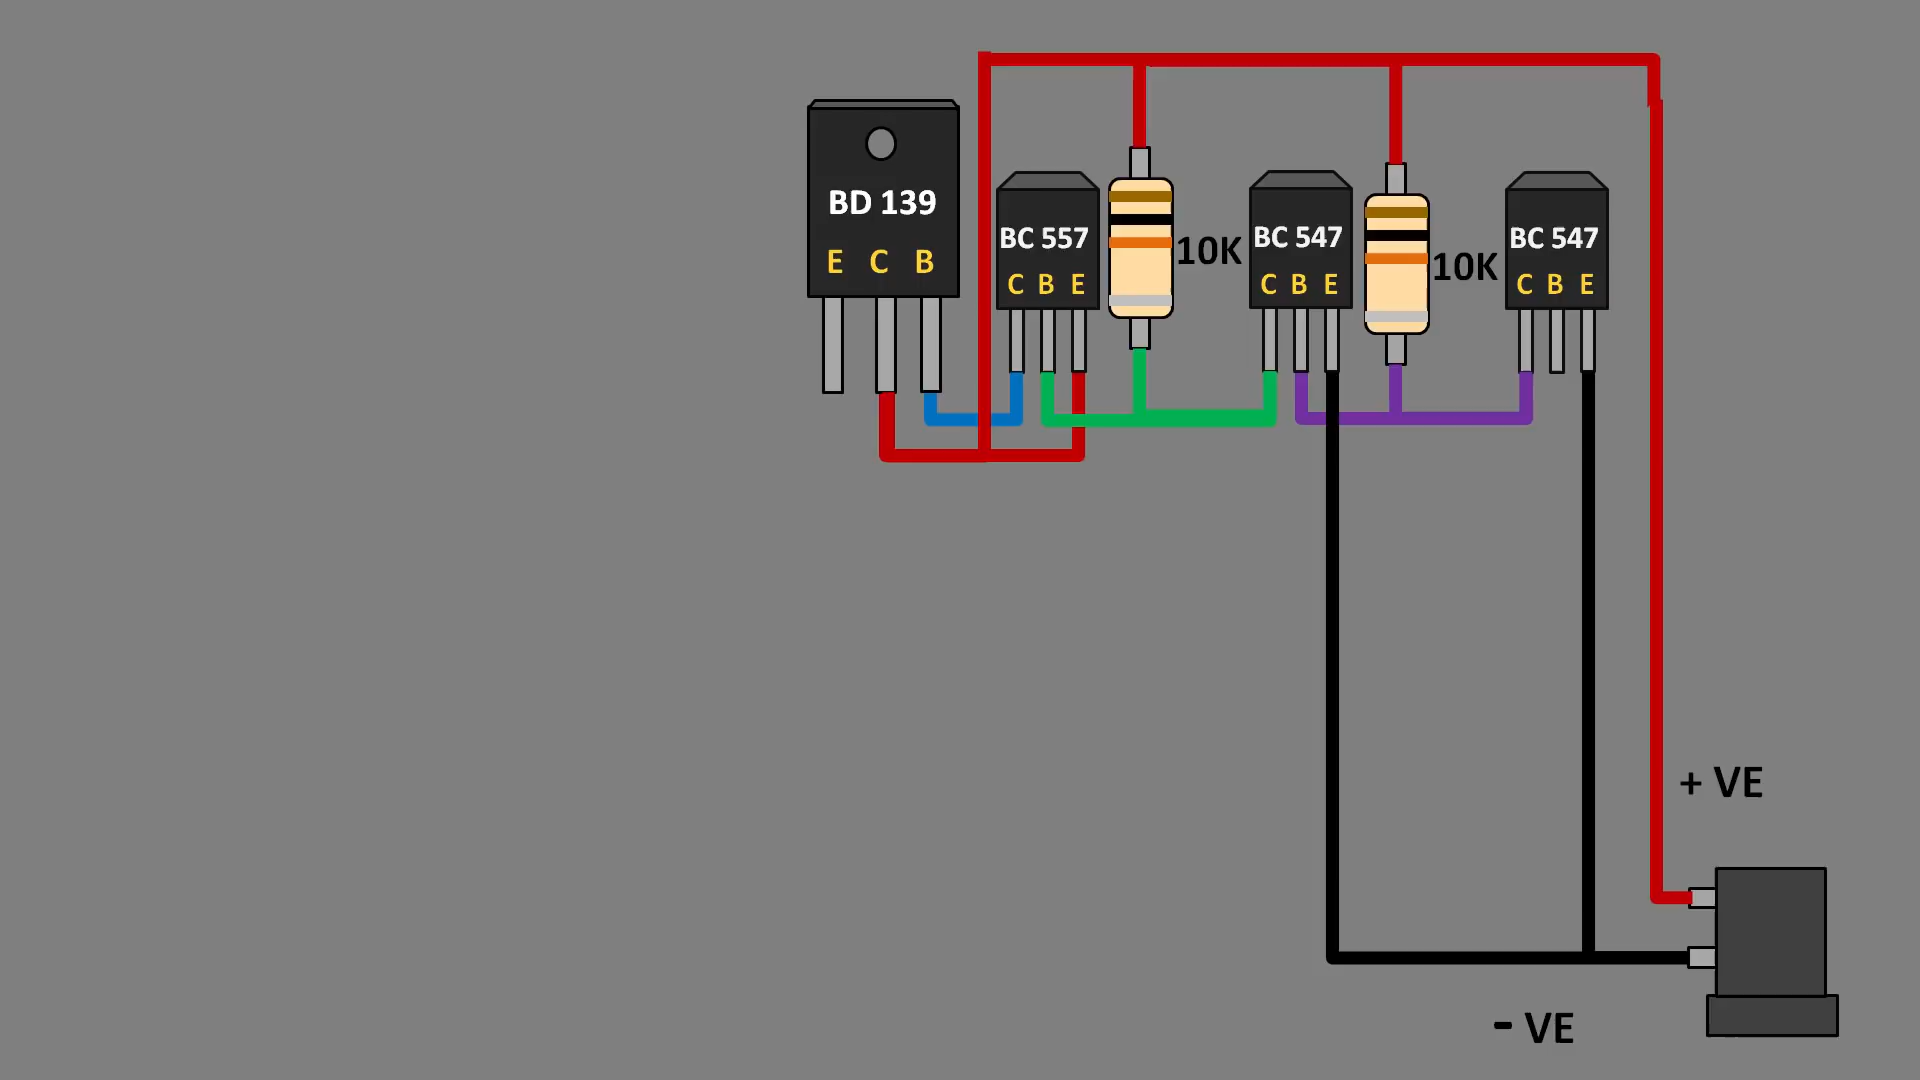 BD 139
E C B
BC 557
C B E
10K
BC 547
C B E
10K
BC 547
C B E
+ VE
- VE